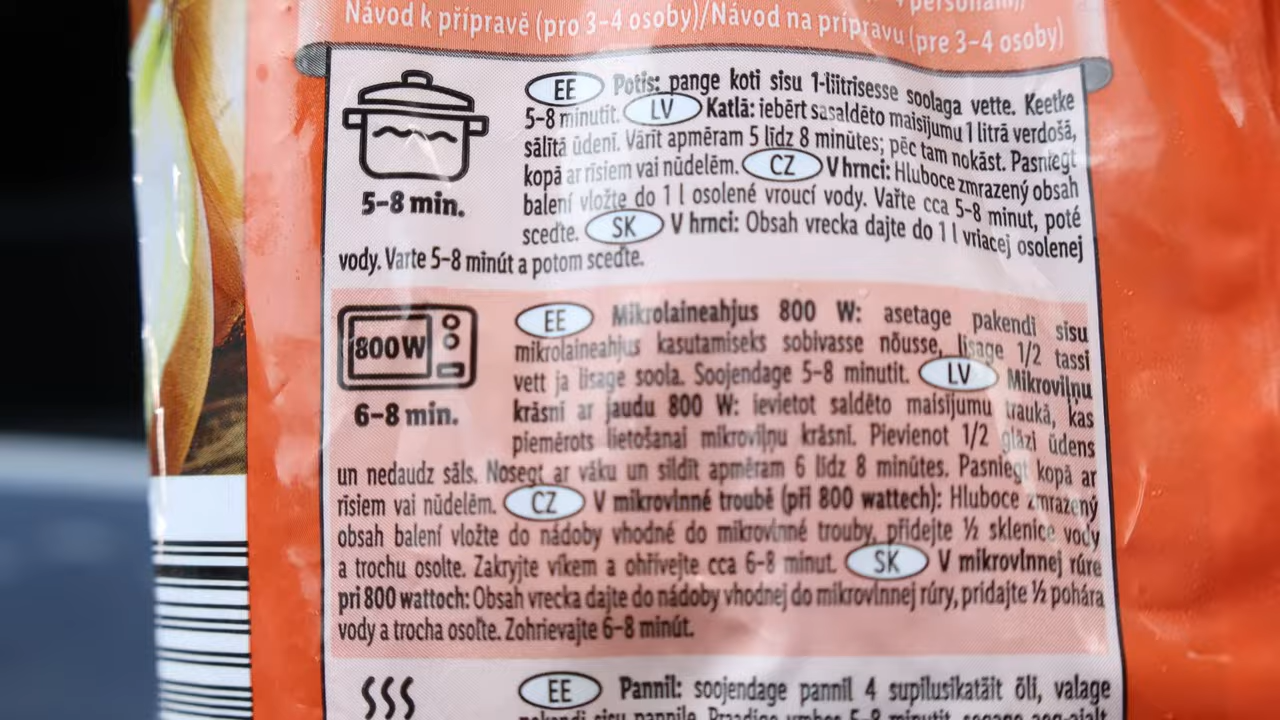 personam)/
Návod k přípravě (pro 3-4 osoby)/Návod na prípravu (pre 3-4 osoby)
EE Potis: pange koti sisu 1-liitrisesse soolaga vette. Keetke
5-8 minutit. LV Katlā: iebērt sasaldēto maisījumu 1 litrā verdošā,
sālītā ūdenī. Vārīt apmēram 5 līdz 8 minūtes; pēc tam nokāst. Pasniegt
kopā ar rīsiem vai nūdelēm. CZ V hrnci: Hluboce zmrazený obsah
balení vložte do 1 l osolené vroucí vody. Vařte cca 5-8 minut, poté
sceďte. SK V hrnci: Obsah vrecka dajte do 1 l vriacej osolenej
vody. Varte 5-8 minút a potom sceďte.
5-8 min.
EE Mikrolaineahjus 800 W: asetage pakendi sisu
mikrolaineahjus kasutamiseks sobivasse nõusse, lisage 1/2 tassi
vett ja lisage soola. Soojendage 5-8 minutit. LV Mikroviļņu
krāsnī ar jaudu 800 W: ievietot saldēto maisījumu traukā, kas
piemērots lietošanai mikroviļņu krāsnī. Pievienot 1/2 glāzi ūdens
un nedaudz sāls. Nosegt ar vāku un sildīt apmēram 6 līdz 8 minūtes. Pasniegt kopā ar
rīsiem vai nūdelēm. CZ V mikrovlnné troubě (při 800 wattech): Hluboce zmrazený
obsah balení vložte do nádoby vhodné do mikrovlnné trouby, přidejte ½ sklenice vody
a trochu osolte. Zakryjte víkem a ohřívejte cca 6-8 minut. SK V mikrovlnnej rúre
pri 800 wattoch: Obsah vrecka dajte do nádoby vhodnej do mikrovlnnej rúry, pridajte ½ pohára
vody a trocha osoľte. Zohrievajte 6-8 minút.
800 W
6-8 min.
EE Pannil: soojendage pannil 4 supilusikatäit õli, valage